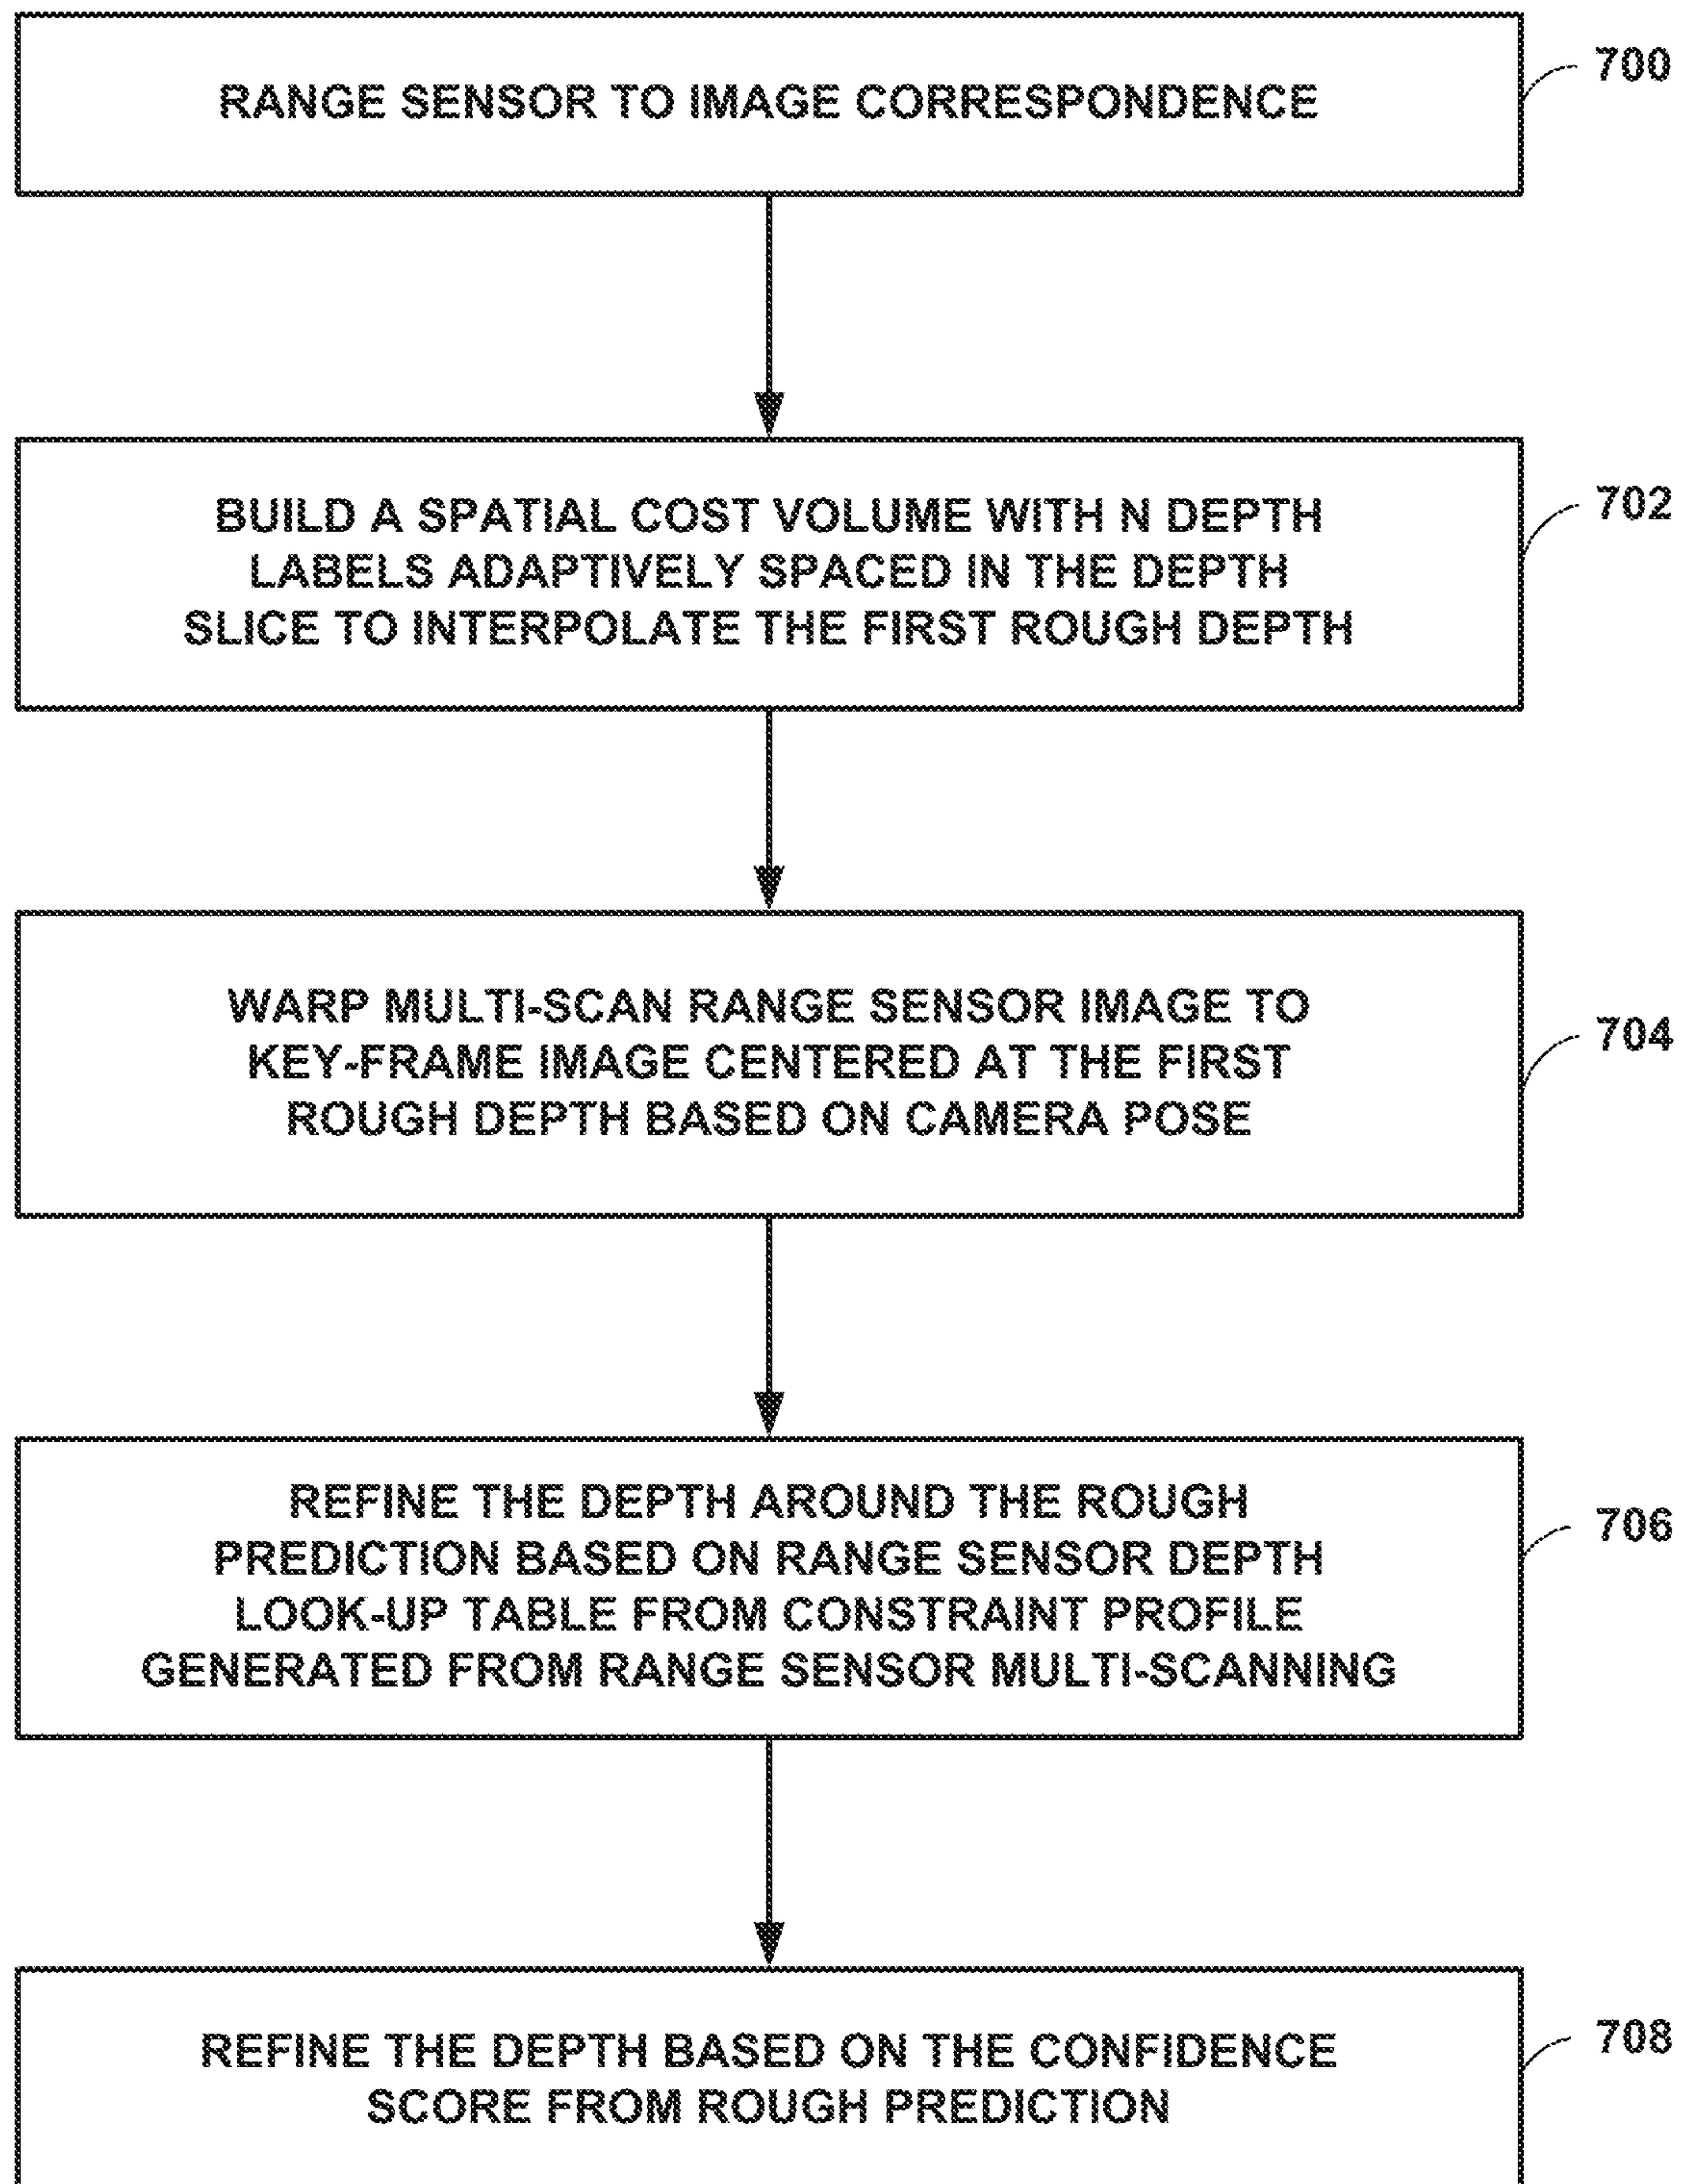 RANGE SENSOR TO IMAGE CORRESPONDENCE
700
BUILD A SPATIAL COST VOLUME WITH N DEPTH
LABELS ADAPTIVELY SPACED IN THE DEPTH
SLICE TO INTERPOLATE THE FIRST ROUGH DEPTH
702
WARP MULTI-SCAN RANGE SENSOR IMAGE TO
KEY-FRAME IMAGE CENTERED AT THE FIRST
ROUGH DEPTH BASED ON CAMERA POSE
704
REFINE THE DEPTH AROUND THE ROUGH
PREDICTION BASED ON RANGE SENSOR DEPTH
LOOK-UP TABLE FROM CONSTRAINT PROFILE
GENERATED FROM RANGE SENSOR MULTI-SCANNING
706
REFINE THE DEPTH BASED ON THE CONFIDENCE
SCORE FROM ROUGH PREDICTION
708